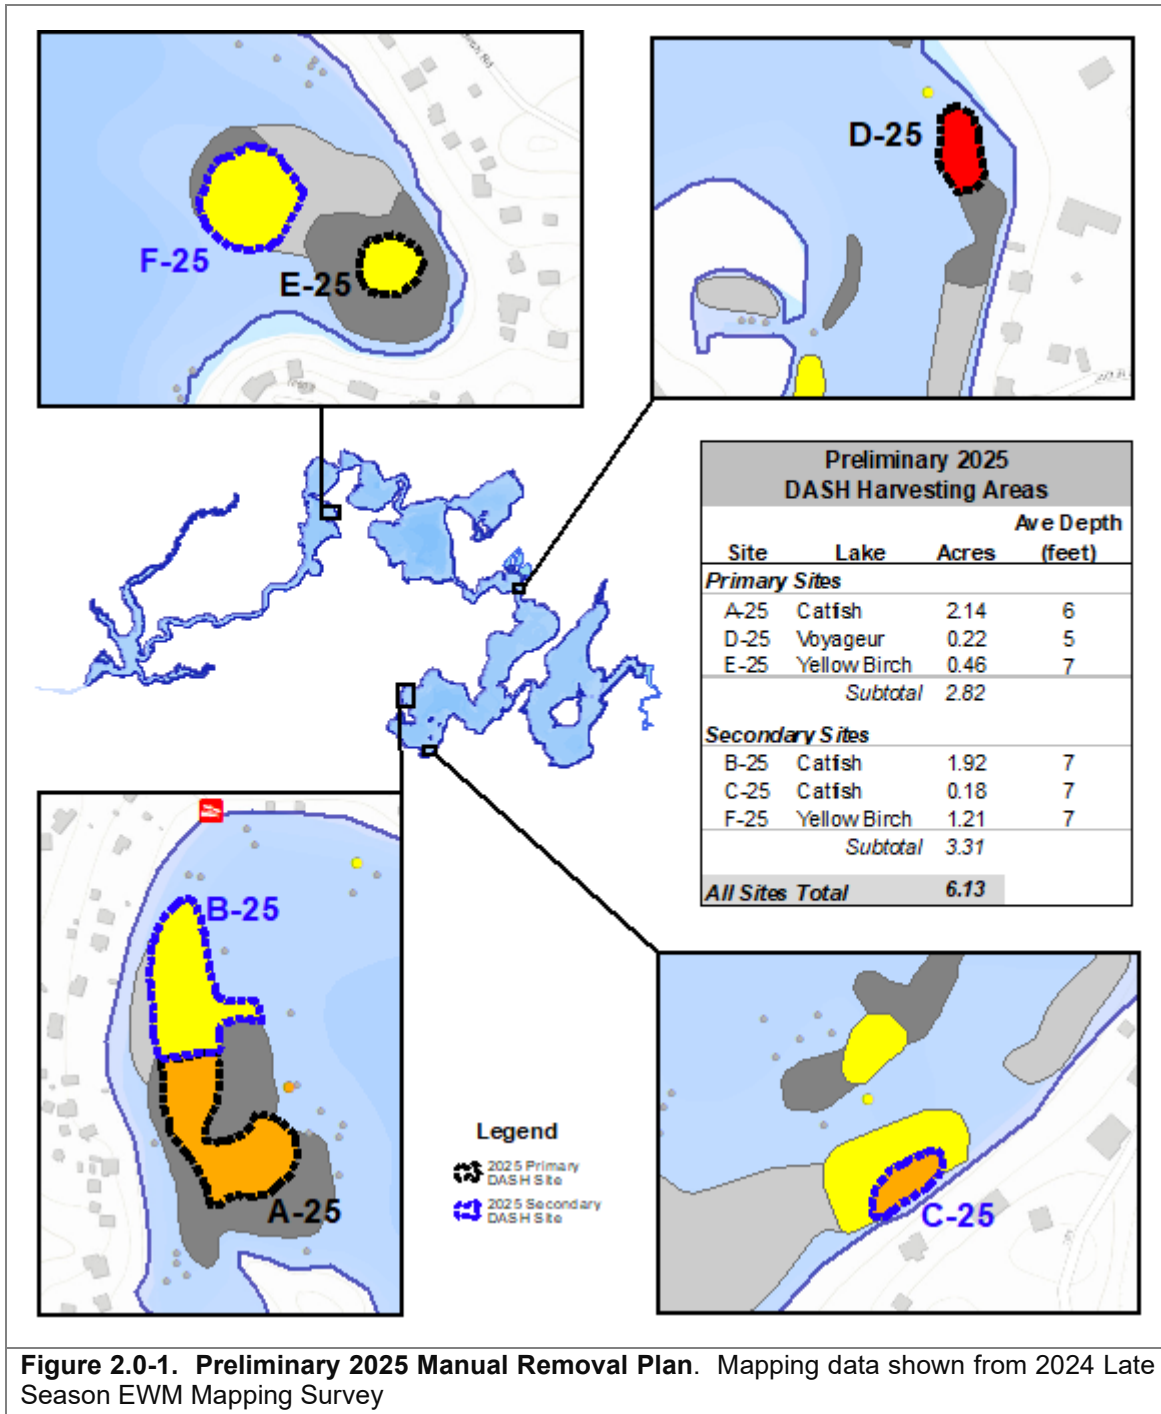 F-25
E-25
D-25
Preliminary 2025
DASH Harvesting Areas
Site Lake Acres Ave Depth (feet)
Primary Sites
A-25 Catfish 2.14 6
D-25 Voyageur 0.22 5
E-25 Yellow Birch 0.46 7
Subtotal 2.82
Secondary Sites
B-25 Catfish 1.92 7
C-25 Catfish 0.18 7
F-25 Yellow Birch 1.21 7
Subtotal 3.31
All Sites Total 6.13
B-25
A-25
Legend
2025 Primary
DASH Site
2025 Secondary
DASH Site
C-25
Figure 2.0-1. Preliminary 2025 Manual Removal Plan. Mapping data shown from 2024 Late
Season EWM Mapping Survey